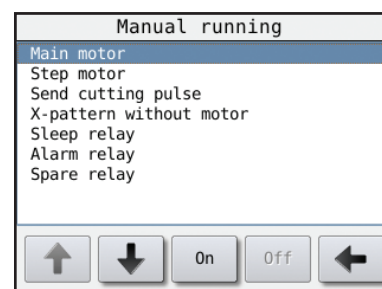 Manual running
Main motor
Step motor
Send cutting pulse
X-pattern without motor
Sleep relay
Alarm relay
Spare relay
On Off